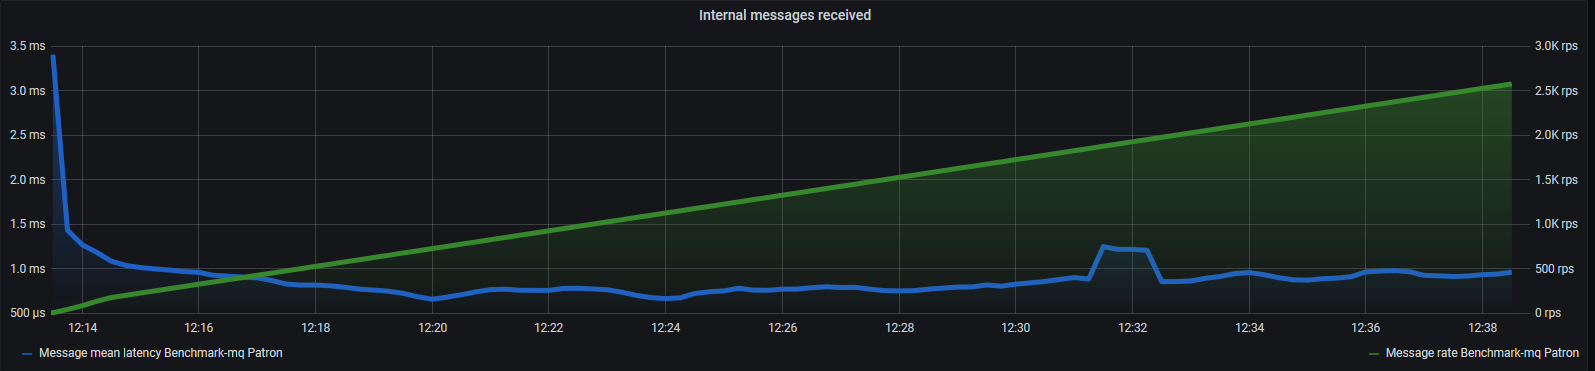 Internal messages received
3.5 ms
3.0 ms
2.5 ms
2.0 ms
1.5 ms
1.0 ms
500 µs
3.0K rps
2.5K rps
2.0K rps
1.5K rps
1.0K rps
500 rps
0 rps
12:14 12:16 12:18 12:20 12:22 12:24 12:26 12:28 12:30 12:32 12:34 12:36 12:38
Message mean latency Benchmark-mq Patron
Message rate Benchmark-mq Patron